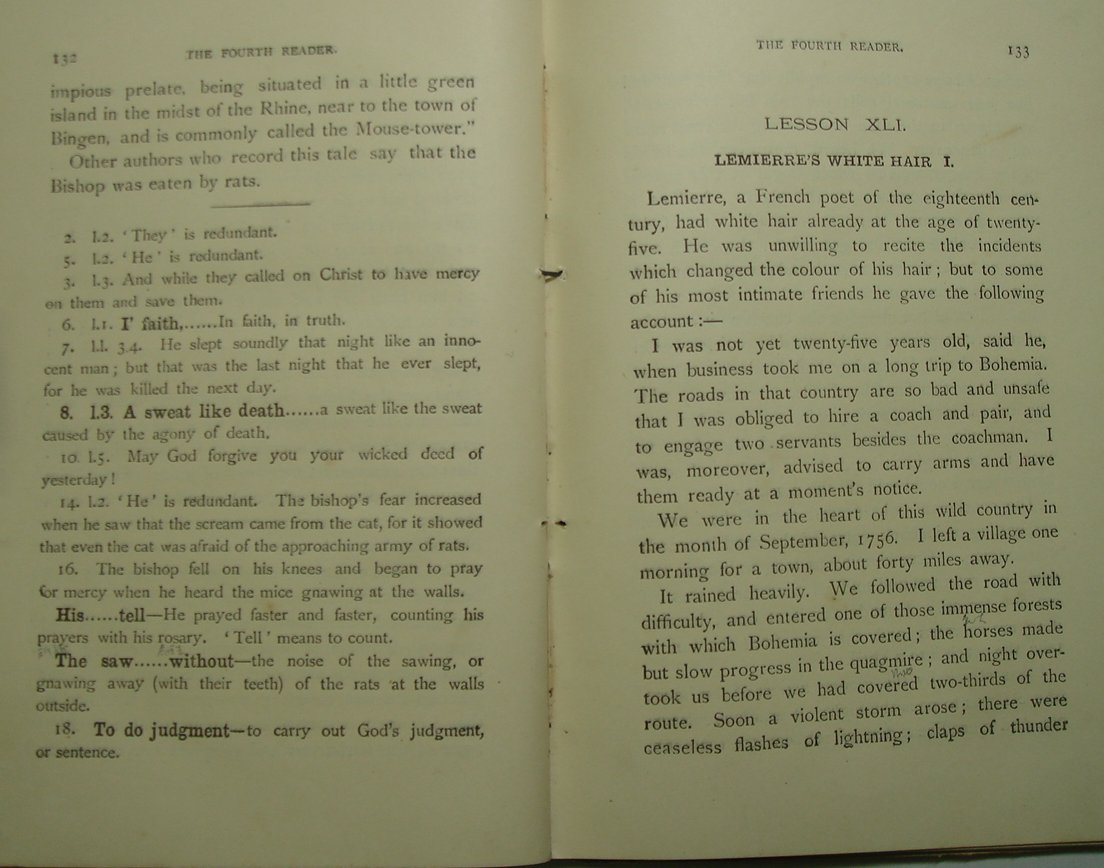 132
THE FOURTH READER.
impious prelate, being situated in a little green
island in the midst of the Rhine, near to the town of
Bingen, and is commonly called the Mouse-tower."
Other authors who record this tale say that the
Bishop was eaten by rats.
2. l.2. ‘They’ is redundant.
5. l.2. ‘He’ is redundant.
3. l.3. And while they called on Christ to have mercy
on them and save them.
6. l.1. I' faith,......In faith, in truth.
7. l.l. 3.4. He slept soundly that night like an inno-
cent man; but that was the last night that he ever slept,
for he was killed the next day.
8. l.3. A sweat like death......a sweat like the sweat
caused by the agony of death.
10 l.5. May God forgive you your wicked deed of
yesterday!
14. l.2. ‘He’ is redundant. The bishop's fear increased
when he saw that the scream came from the cat, for it showed
that even the cat was afraid of the approaching army of rats.
16. The bishop fell on his knees and began to pray
for mercy when he heard the mice gnawing at the walls.
His......tell—He prayed faster and faster, counting his
prayers with his rosary. ‘Tell’ means to count.
The saw......without—the noise of the sawing, or
gnawing away (with their teeth) of the rats at the walls
outside.
18. To do judgment—to carry out God's judgment,
or sentence.
THE FOURTH READER.
133
LESSON XLI.
LEMIERRE'S WHITE HAIR I.
Lemierre, a French poet of the eighteenth cen-
tury, had white hair already at the age of twenty-
five. He was unwilling to recite the incidents
which changed the colour of his hair; but to some
of his most intimate friends he gave the following
account:—
I was not yet twenty-five years old, said he,
when business took me on a long trip to Bohemia.
The roads in that country are so bad and unsafe
that I was obliged to hire a coach and pair, and
to engage two servants besides the coachman. I
was, moreover, advised to carry arms and have
them ready at a moment's notice.
We were in the heart of this wild country in
the month of September, 1756. I left a village one
morning for a town, about forty miles away.
It rained heavily. We followed the road with
difficulty, and entered one of those immense forests
with which Bohemia is covered; the horses made
but slow progress in the quagmire; and night over-
took us before we had covered two-thirds of the
route. Soon a violent storm arose; there were
ceaseless flashes of lightning; claps of thunder